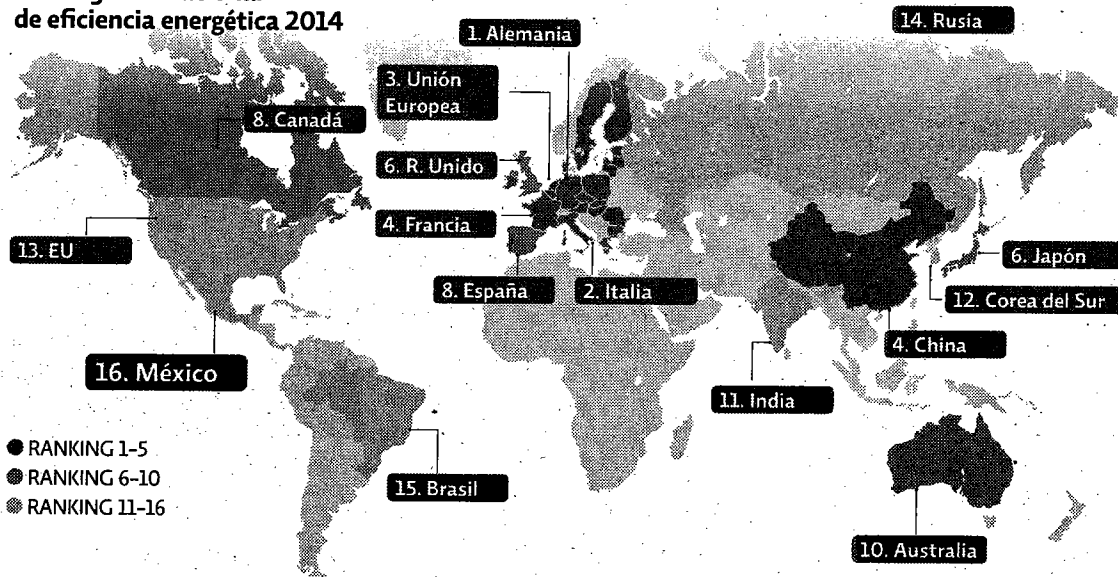 de eficiencia energética 2014
1. Alemania
14. Rusía
3. Unión
Europea
8. Canadá
6. R. Unido
4. Francia
13. EU
8. España
2. Italia
6. Japón
12. Corea del Sur
4. China
16. México
11. India
15. Brasil
10. Australia
RANKING 1-5
RANKING 6-10
RANKING 11-16